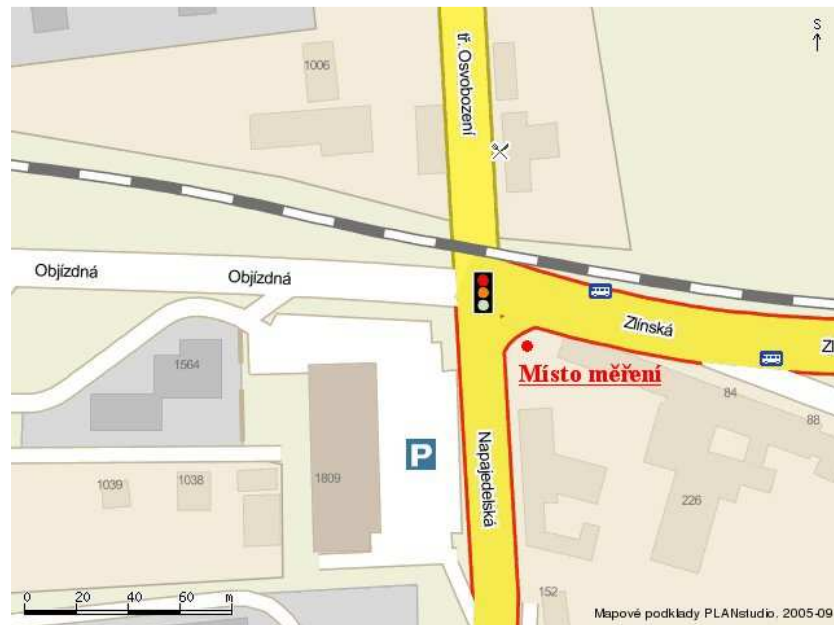 S
1006
tř. Osvobození
Objízdná
Objízdná
Zlínská
Zl
1564
Místo měření
84
88
P
Napajedelská
1809
1039
1038
226
152
0 20 40 60 m
Mapové podklady PLANstudio, 2005-09